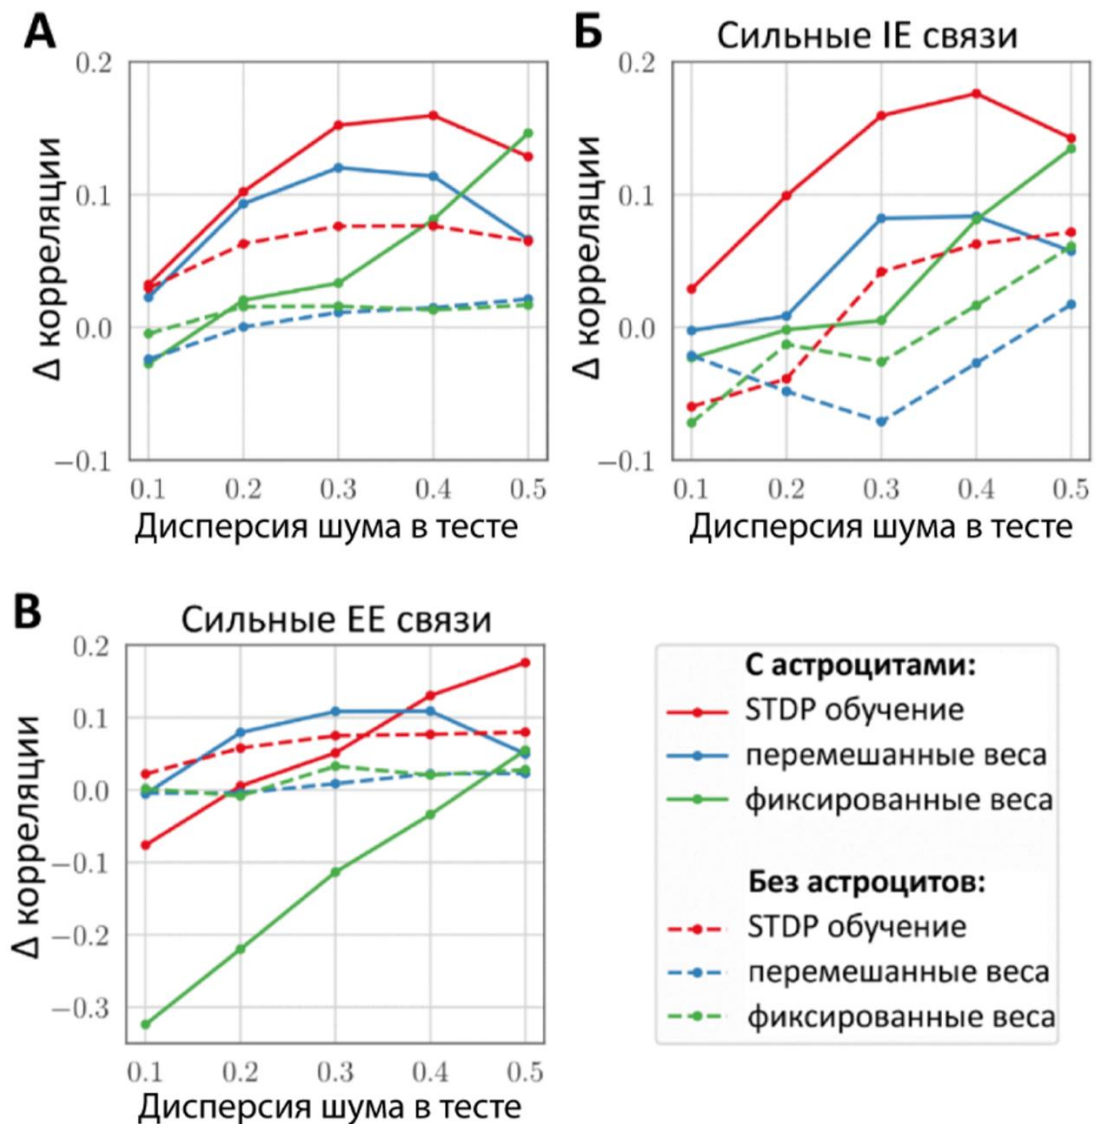 А
0.2
0.1
0.0
−0.1
Δ корреляции
0.1 0.2 0.3 0.4 0.5
Дисперсия шума в тесте
Б
Сильные IE связи
0.2
0.1
0.0
−0.1
Δ корреляции
0.1 0.2 0.3 0.4 0.5
Дисперсия шума в тесте
В
Сильные EE связи
0.2
0.1
0.0
−0.1
−0.2
−0.3
Δ корреляции
0.1 0.2 0.3 0.4 0.5
Дисперсия шума в тесте
С астроцитами:
STDP обучение
перемешанные веса
фиксированные веса
Без астроцитов:
STDP обучение
перемешанные веса
фиксированные веса